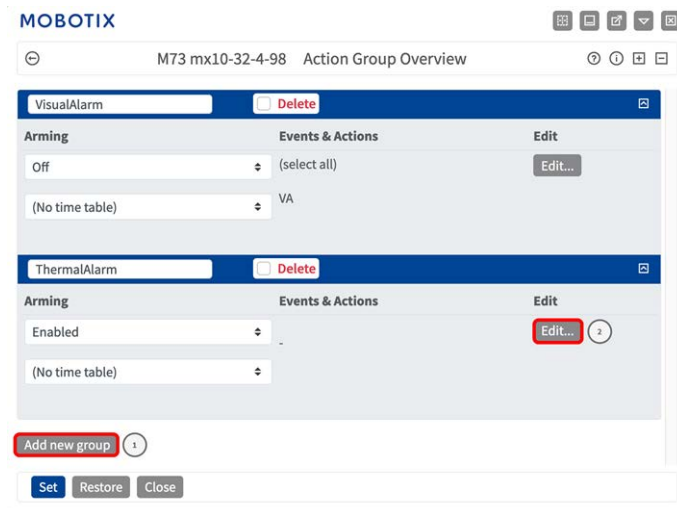 MOBOTIX
M73 mx10-32-4-98 Action Group Overview
VisualAlarm Delete
Arming Events & Actions Edit
Off (select all) Edit...
(No time table) VA
ThermalAlarm Delete
Arming Events & Actions Edit
Enabled - Edit... 2
(No time table)
Add new group 1
Set Restore Close